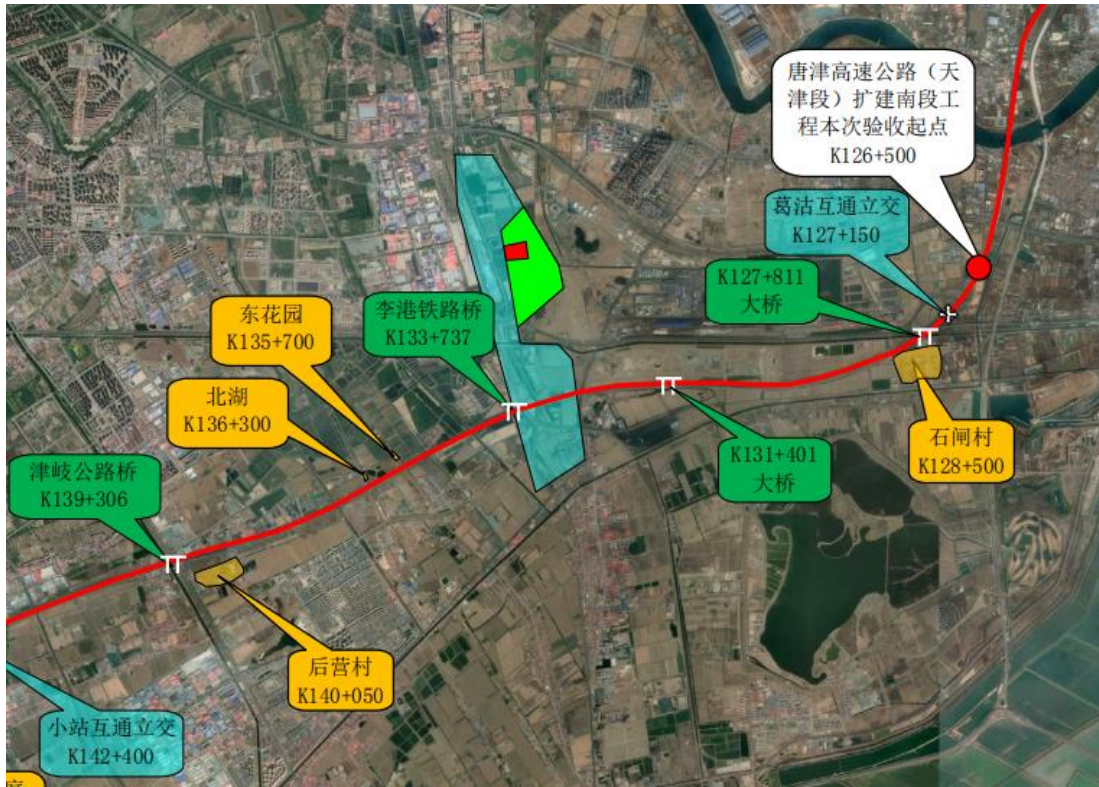 唐津高速公路（天
津段）扩建南段工
程本次验收起点
K126+500
葛沽互通立交
K127+150
K127+811
大桥
李港铁路桥
K133+737
东花园
K135+700
北湖
K136+300
石闸村
K128+500
K131+401
大桥
津岐公路桥
K139+306
后营村
K140+050
小站互通立交
K142+400